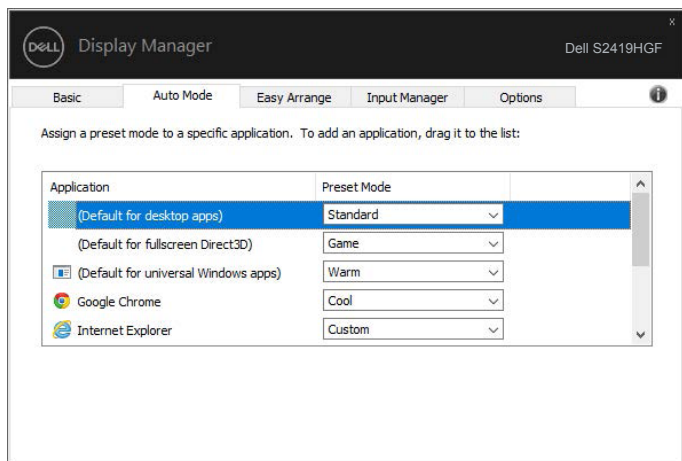 x
DELL Display Manager Dell S2419HGF
Basic Auto Mode Easy Arrange Input Manager Options
Assign a preset mode to a specific application. To add an application, drag it to the list:
Application Preset Mode
(Default for desktop apps) Standard
(Default for fullscreen Direct3D) Game
(Default for universal Windows apps) Warm
Google Chrome Cool
Internet Explorer Custom